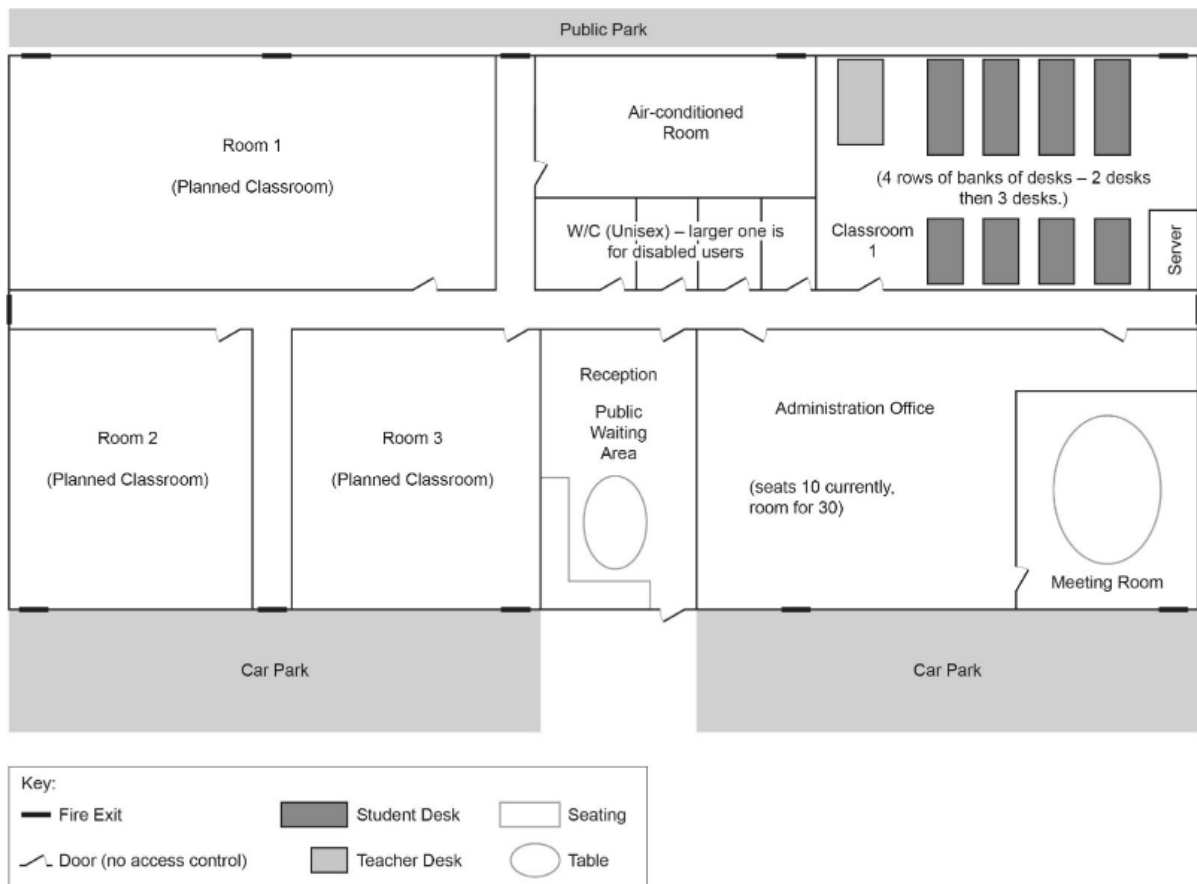 Public Park
Room 1
(Planned Classroom)
Air-conditioned
Room
W/C (Unisex) – larger one is
for disabled users
(4 rows of banks of desks – 2 desks
then 3 desks.)
Classroom
1
Server
Room 2
(Planned Classroom)
Room 3
(Planned Classroom)
Reception
Public
Waiting
Area
Administration Office
(seats 10 currently,
room for 30)
Meeting Room
Car Park
Car Park
Key:
Fire Exit
Student Desk
Seating
Door (no access control)
Teacher Desk
Table